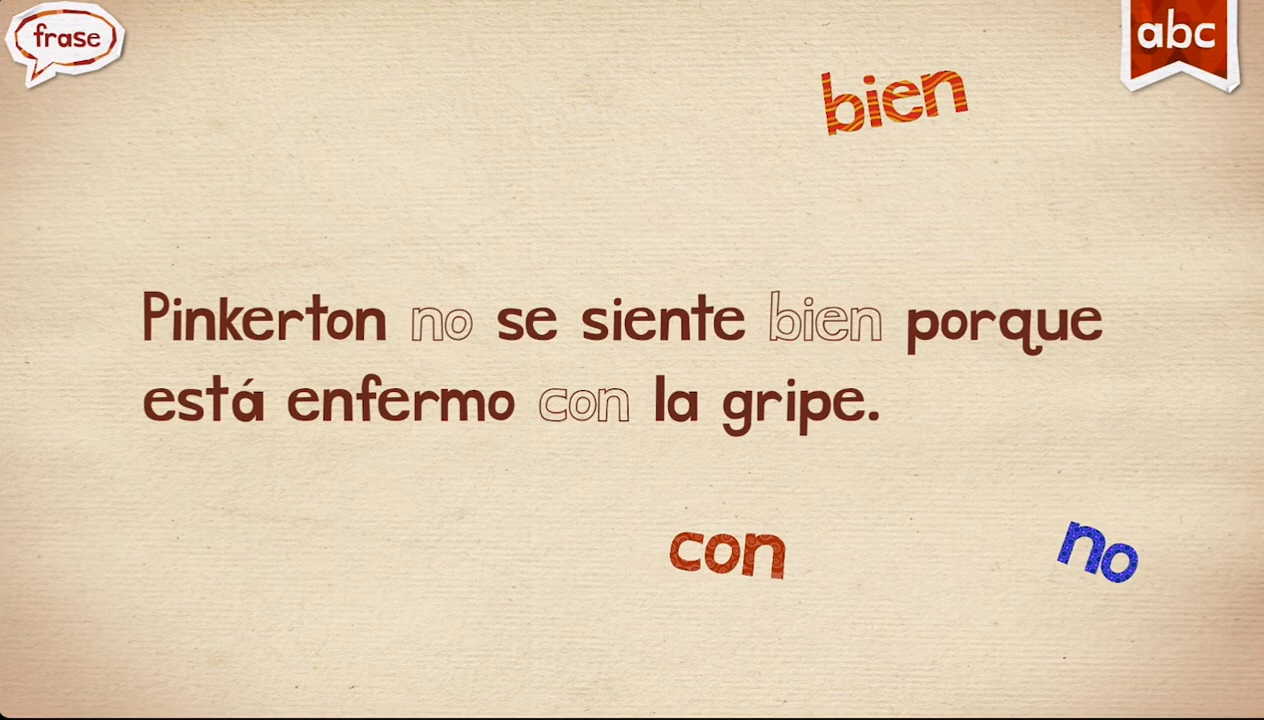 frase
abc
bien
Pinkerton no se siente bien porque
está enfermo con la gripe.
con
no